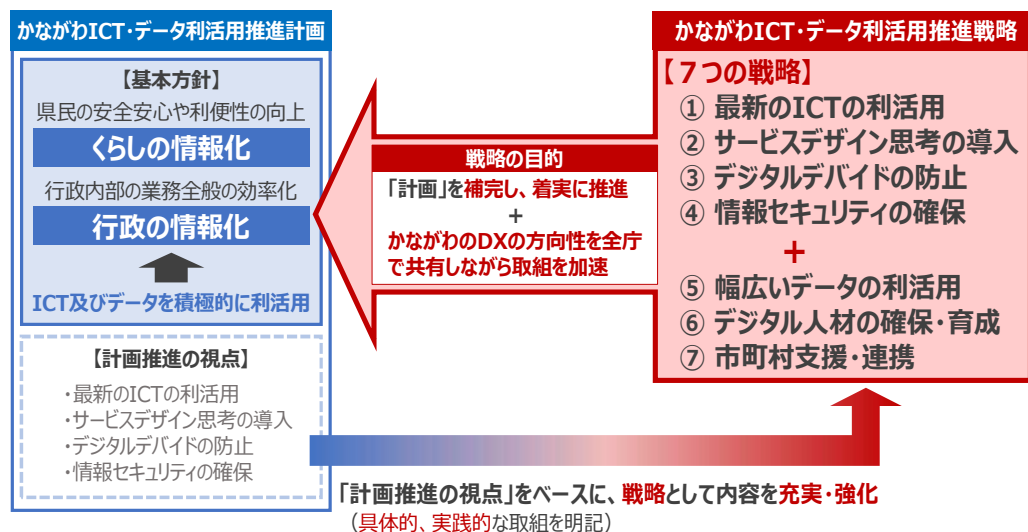 かながわICT・データ利活用推進計画
【基本方針】
県民の安全安心や利便性の向上
くらしの情報化
行政内部の業務全般の効率化
行政の情報化
ICT及びデータを積極的に利活用
【計画推進の視点】
・最新のICTの利活用
・サービスデザイン思考の導入
・デジタルデバイドの防止
・情報セキュリティの確保
戦略の目的
「計画」を補完し、着実に推進
+
かながわのDXの方向性を全庁
で共有しながら取組を加速
かながわICT・データ利活用推進戦略
【７つの戦略】
① 最新のICTの利活用
② サービスデザイン思考の導入
③ デジタルデバイドの防止
④ 情報セキュリティの確保
+
⑤ 幅広いデータの利活用
⑥ デジタル人材の確保・育成
⑦ 市町村支援・連携
「計画推進の視点」をベースに、戦略として内容を充実・強化
（具体的、実践的な取組を明記）